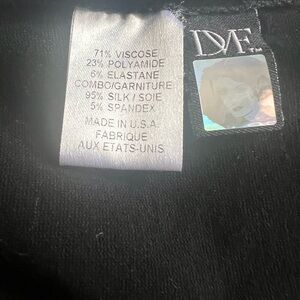 71% VISCOSE
23% POLYAMIDE
6% ELASTANE
COMBO/GARNITURE
95% SILK / SOIE
5% SPANDEX
MADE IN U.S.A.
FABRIQUE
AUX ETATS-UNIS
DVF